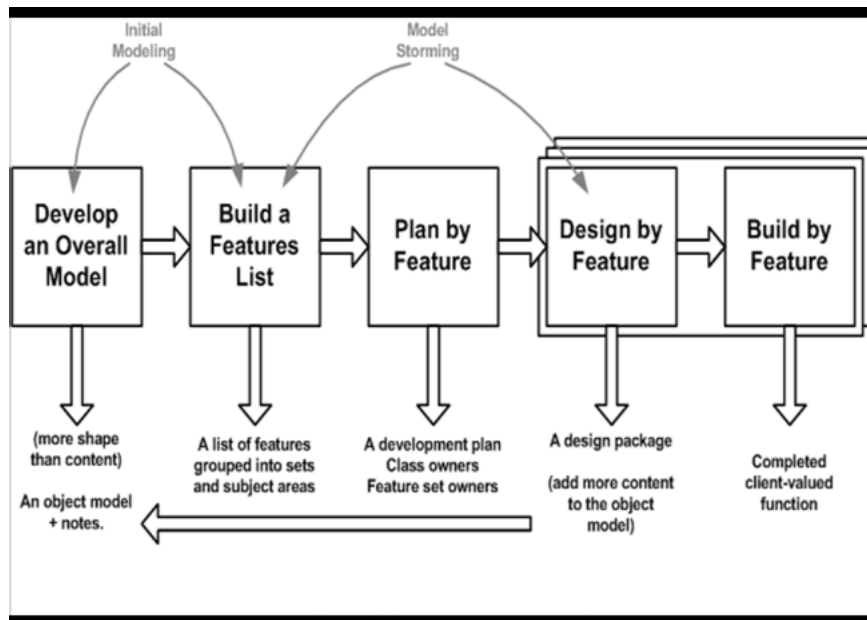 Initial
Modeling
Model
Storming
Develop
an Overall
Model
Build a
Features
List
Plan by
Feature
Design by
Feature
Build by
Feature
(more shape
than content)
An object model
+ notes.
A list of features
grouped into sets
and subject areas
A development plan
Class owners
Feature set owners
A design package
(add more content
to the object
model)
Completed
client-valued
function